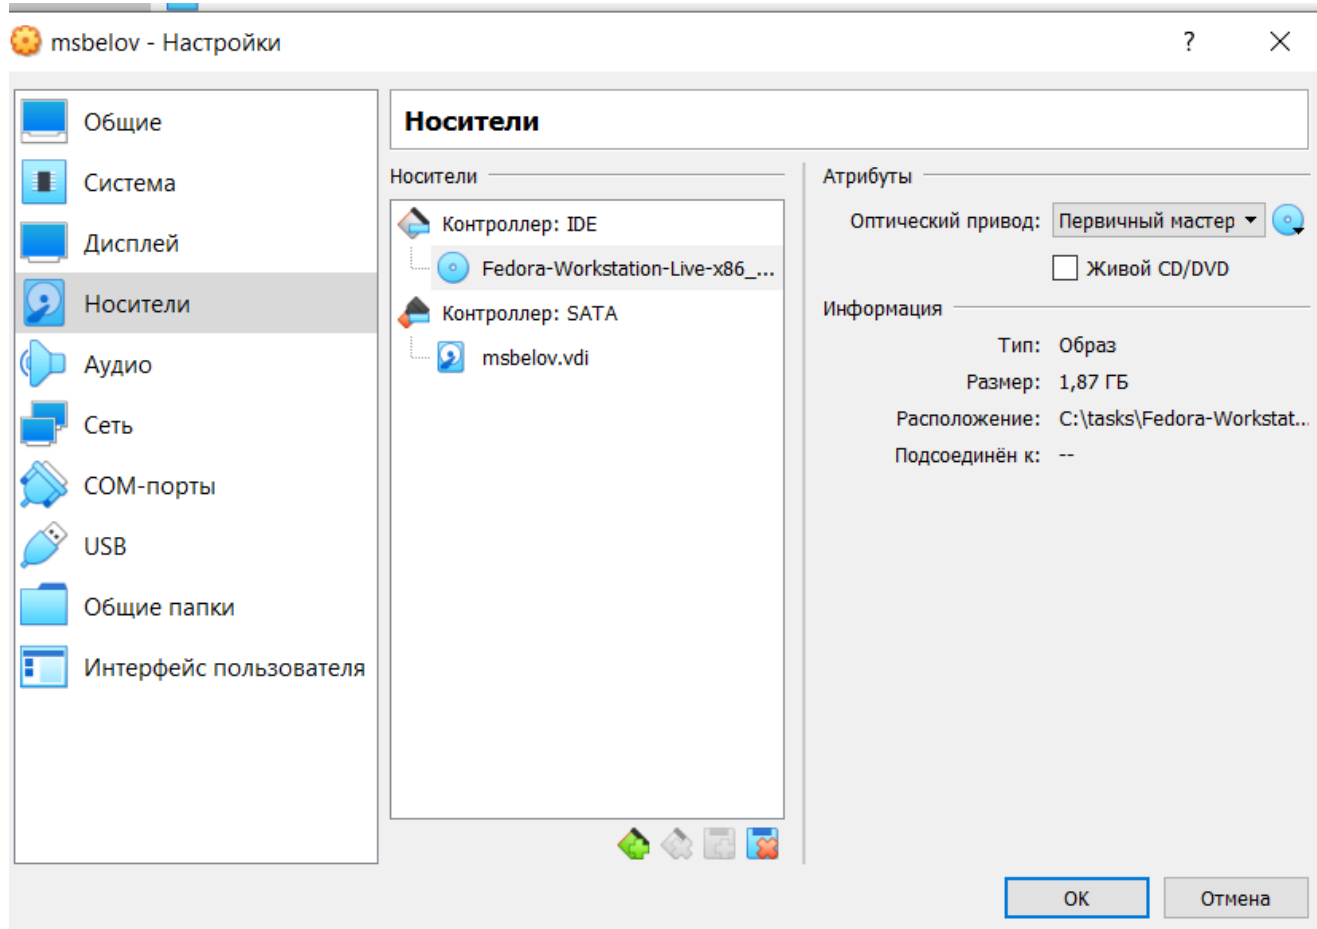 msbelov - Настройки
?
Общие
Система
Дисплей
Носители
Аудио
Сеть
COM-порты
USB
Общие папки
Интерфейс пользователя
Носители
Носители
Контроллер: IDE
Fedora-Workstation-Live-x86_...
Контроллер: SATA
msbelov.vdi
Атрибуты
Оптический привод: Первичный мастер
Живой CD/DVD
Информация
Тип: Образ
Размер: 1,87 ГБ
Расположение: C:\tasks\Fedora-Workstat...
Подсоединён к: --
OK
Отмена